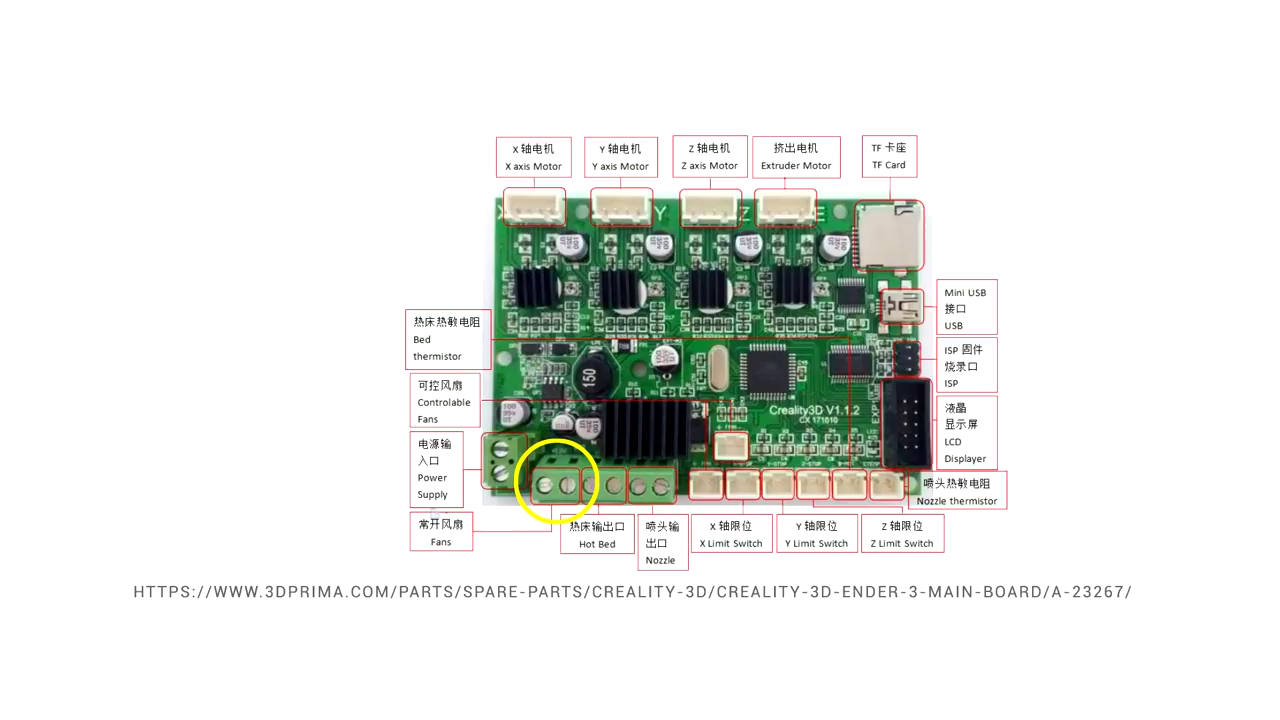 X 轴电机
X axis Motor
Y 轴电机
Y axis Motor
Z 轴电机
Z axis Motor
挤出电机
Extruder Motor
TF 卡座
TF Card
X
Y
Z
E
Mini USB
接口
USB
热床热敏电阻
Bed
thermistor
ISP 固件
烧录口
ISP
150
可控风扇
Controlable
Fans
液晶
显示屏
LCD
Displayer
Creality3D V1.1.2
CX 171010
EXP1
电源输
入口
Power
Supply
喷头热敏电阻
Nozzle thermistor
常开风扇
Fans
热床输出口
Hot Bed
喷头输
出口
Nozzle
X 轴限位
X Limit Switch
Y 轴限位
Y Limit Switch
Z 轴限位
Z Limit Switch
HTTPS://WWW.3DPRIMA.COM/PARTS/SPARE-PARTS/CREALITY-3D/CREALITY-3D-ENDER-3-MAIN-BOARD/A-23267/